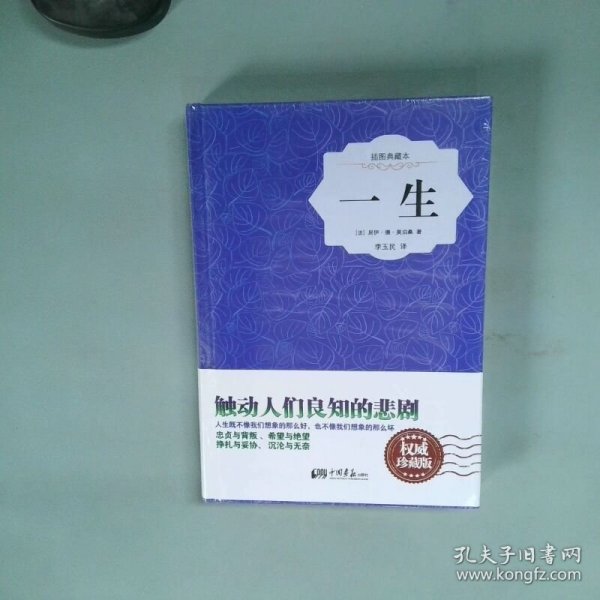 插图典藏本
一生
[法] 居伊·德·莫泊桑 著
李玉民 译
触动人们良知的悲剧
人生既不像我们想象的那么好，也不像我们想象的那么坏
忠贞与背叛、希望与绝望
挣扎与妥协、沉沦与无奈
权威
珍藏版
中国画报出版社
孔夫子旧书网
www.kongfz.com